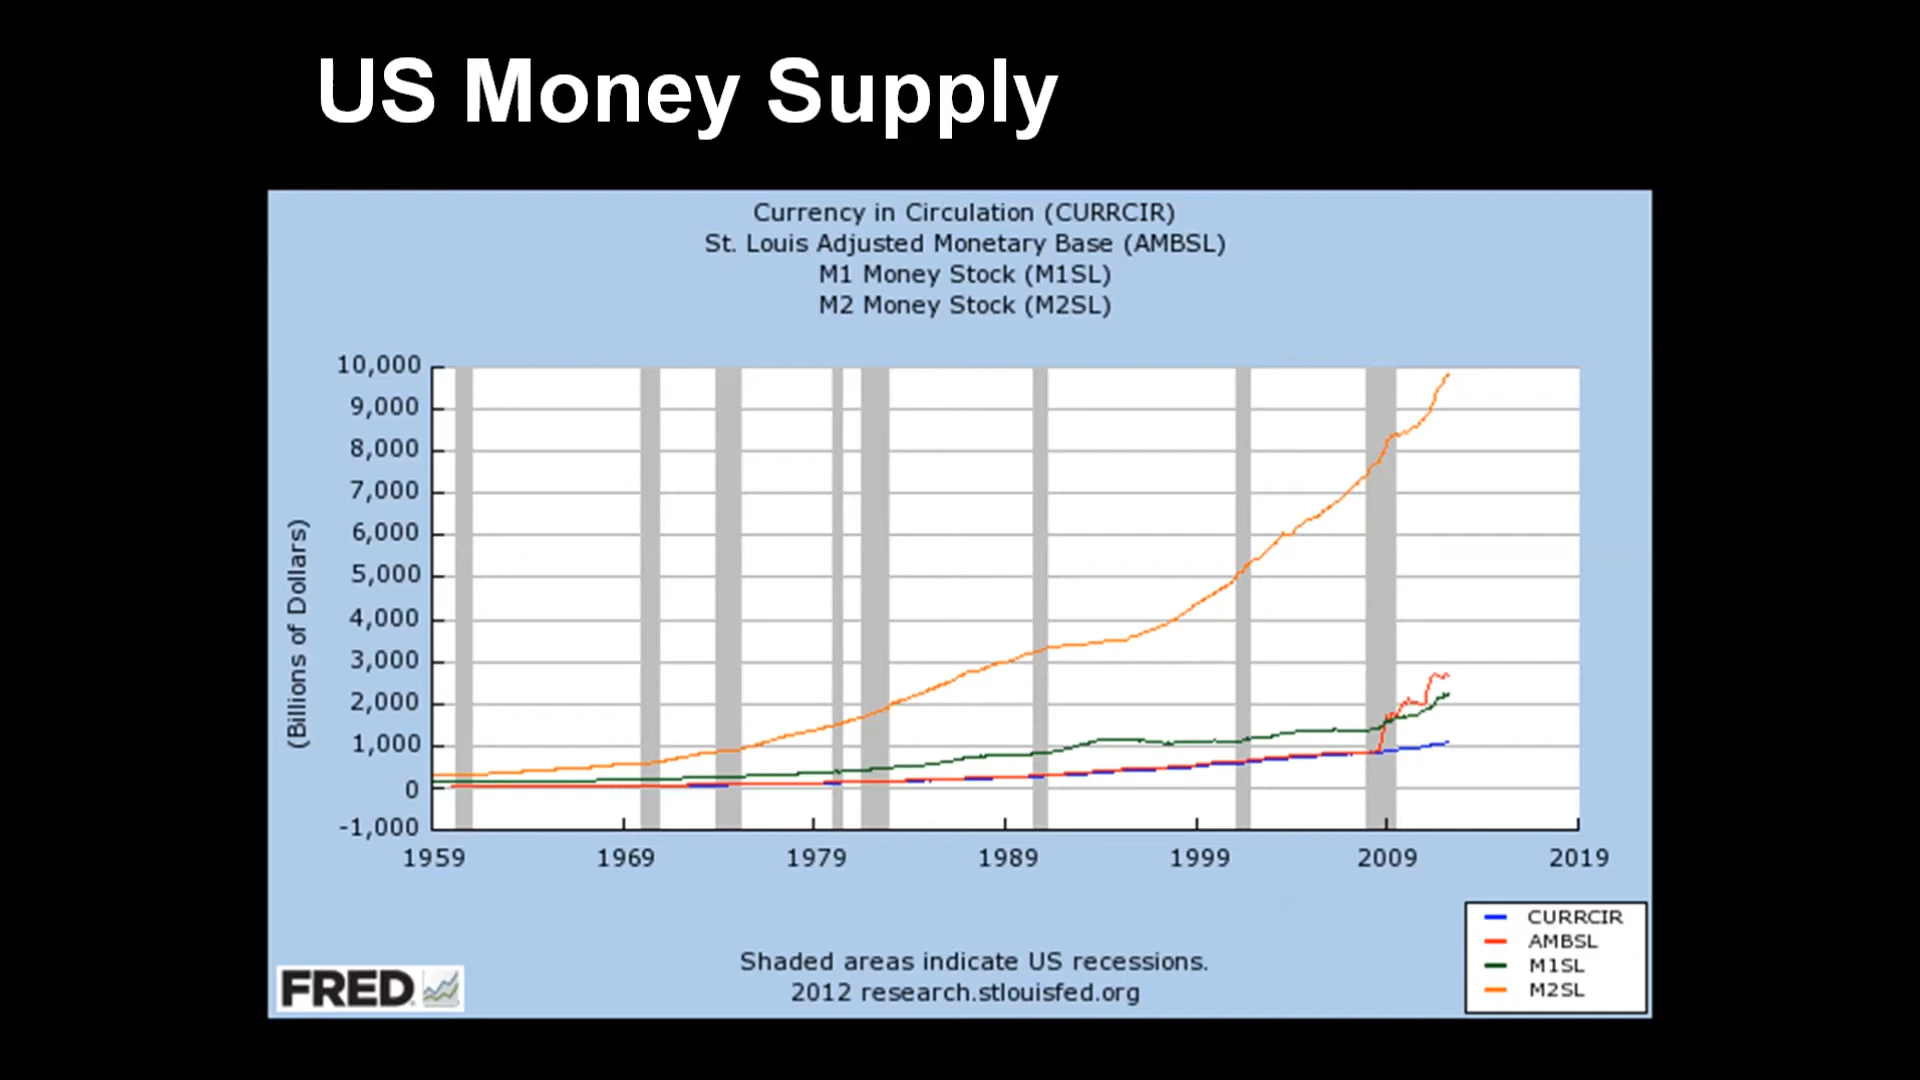 US Money Supply
Currency in Circulation (CURRCIR)
St. Louis Adjusted Monetary Base (AMBSL)
M1 Money Stock (M1SL)
M2 Money Stock (M2SL)
(Billions of Dollars)
10,000
9,000
8,000
7,000
6,000
5,000
4,000
3,000
2,000
1,000
0
-1,000
1959 1969 1979 1989 1999 2009 2019
CURRCIR
AMBSL
M1SL
M2SL
Shaded areas indicate US recessions.
2012 research.stlouisfed.org
FRED